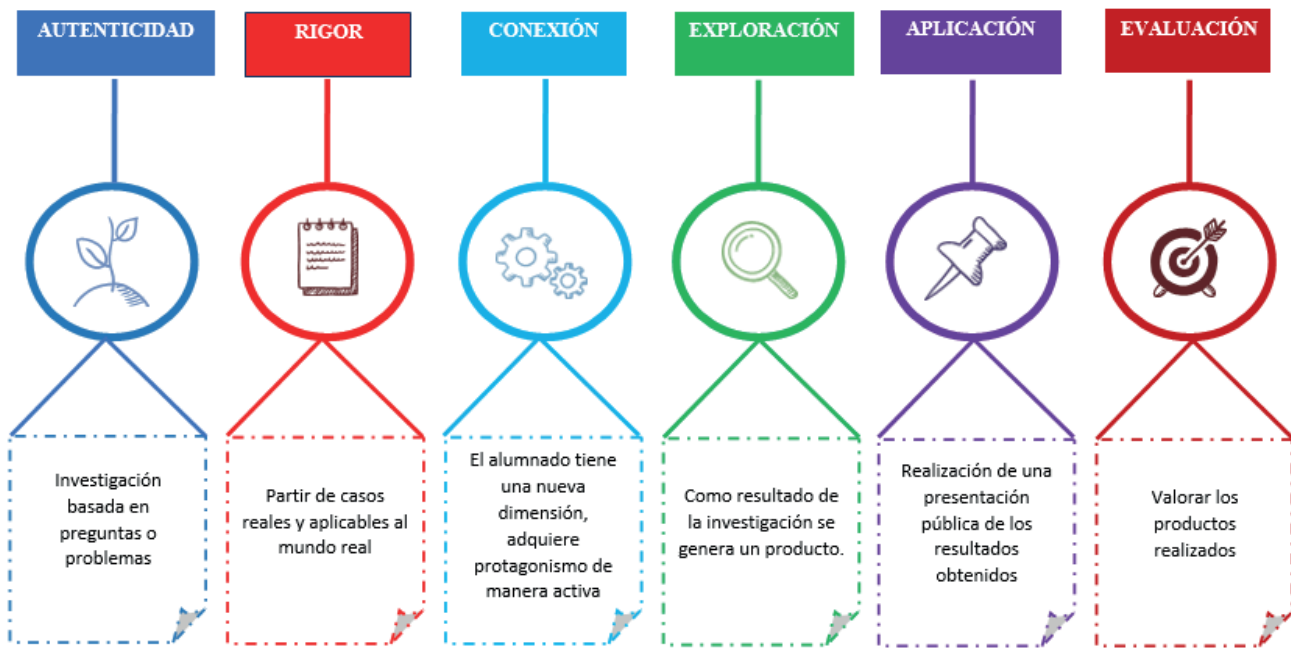 AUTENTICIDAD
RIGOR
CONEXIÓN
EXPLORACIÓN
APLICACIÓN
EVALUACIÓN
Investigación
basada en
preguntas o
problemas
Partir de casos
reales y aplicables al
mundo real
El alumnado tiene
una nueva
dimensión,
adquiere
protagonismo de
manera activa
Como resultado de
la investigación se
genera un producto.
Realización de una
presentación
pública de los
resultados
obtenidos
Valorar los
productos
realizados